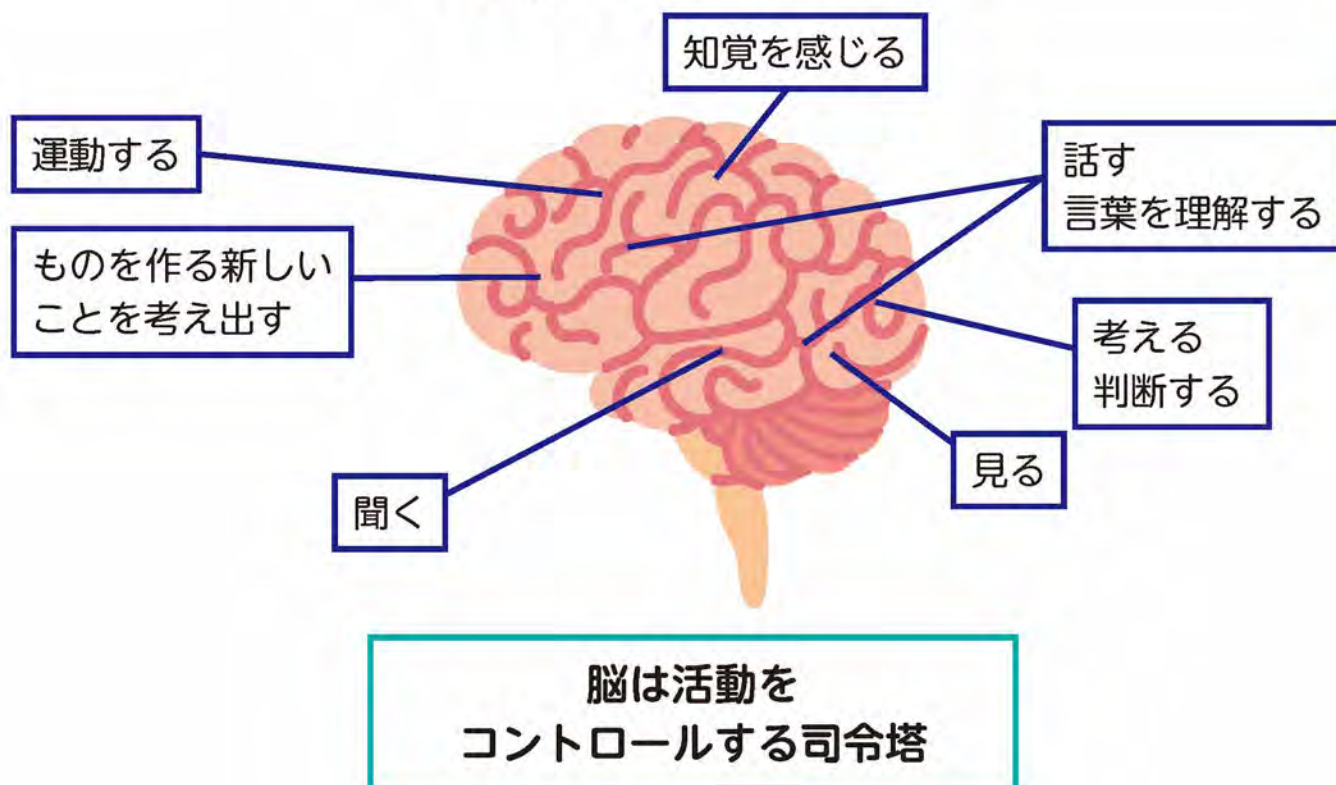 知覚を感じる
運動する
話す
言葉を理解する
ものを作る新しい
ことを考え出す
考える
判断する
見る
聞く
脳は活動を
コントロールする司令塔